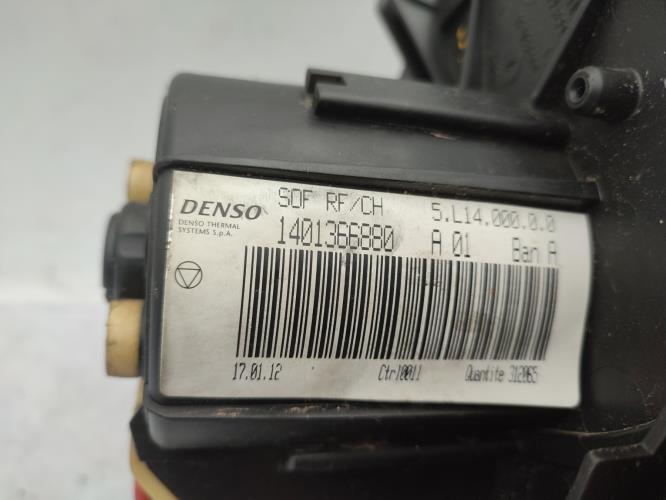 DENSO
DENSO THERMAL
SYSTEMS S.p.A.
SOF RF/CH 5.L14.000.0.0
1401366880 A 01 Ban A
17.01.12 Ctrl0011 Quantite 312065